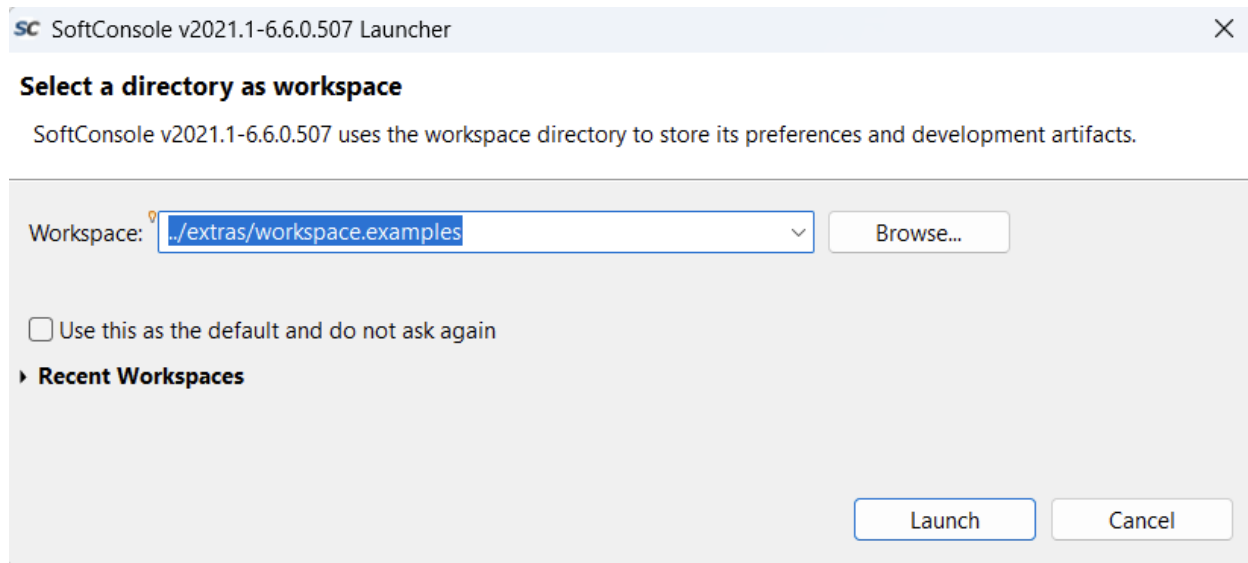 SC SoftConsole v2021.1-6.6.0.507 Launcher
Select a directory as workspace
SoftConsole v2021.1-6.6.0.507 uses the workspace directory to store its preferences and development artifacts.
Workspace: ../extras/workspace.examples Browse...
Use this as the default and do not ask again
Recent Workspaces
Launch Cancel